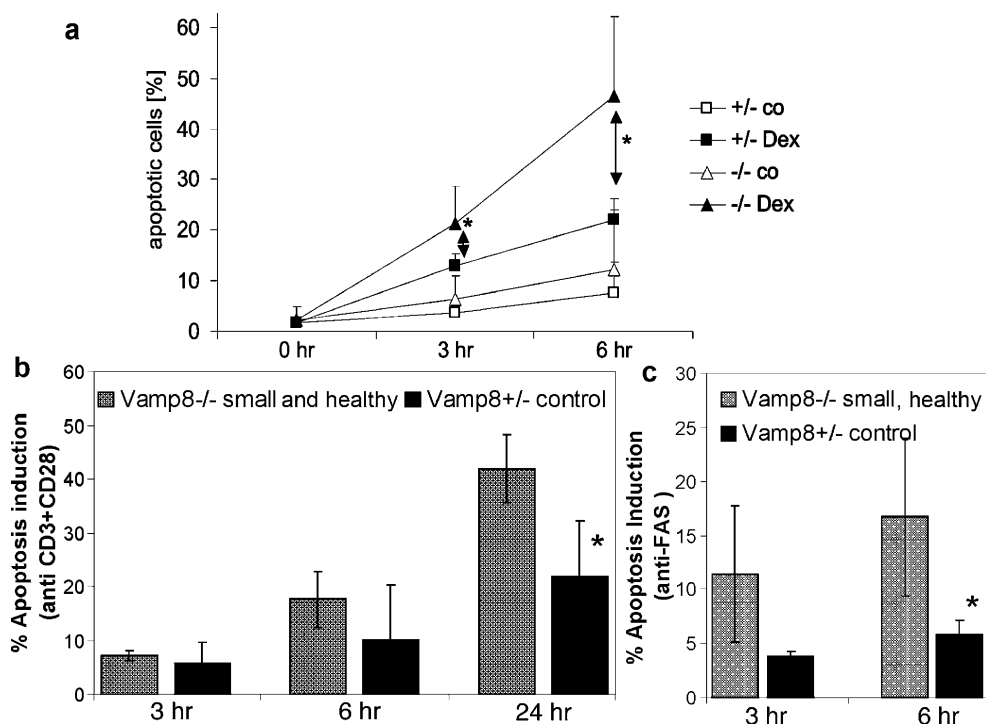 a
apoptotic cells [%]
60
50
40
30
20
10
0
0 hr
3 hr
6 hr
*
*
+/- co
+/- Dex
-/- co
-/- Dex
b
% Apoptosis induction
(anti CD3+CD28)
60
50
40
30
20
10
0
Vamp8-/- small and healthy
Vamp8+/- control
*
3 hr
6 hr
24 hr
c
% Apoptosis Induction
(anti-FAS )
30
25
20
15
10
5
0
Vamp8-/- small, healthy
Vamp8+/- control
*
3 hr
6 hr